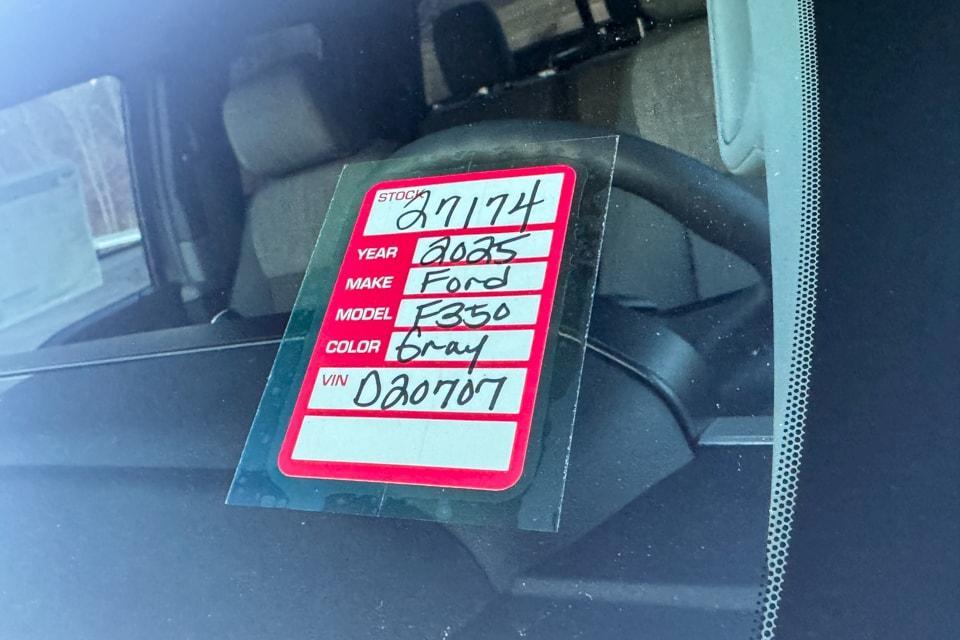 STOCK 27174
YEAR 2025
MAKE Ford
MODEL F350
COLOR Gray
VIN D20707